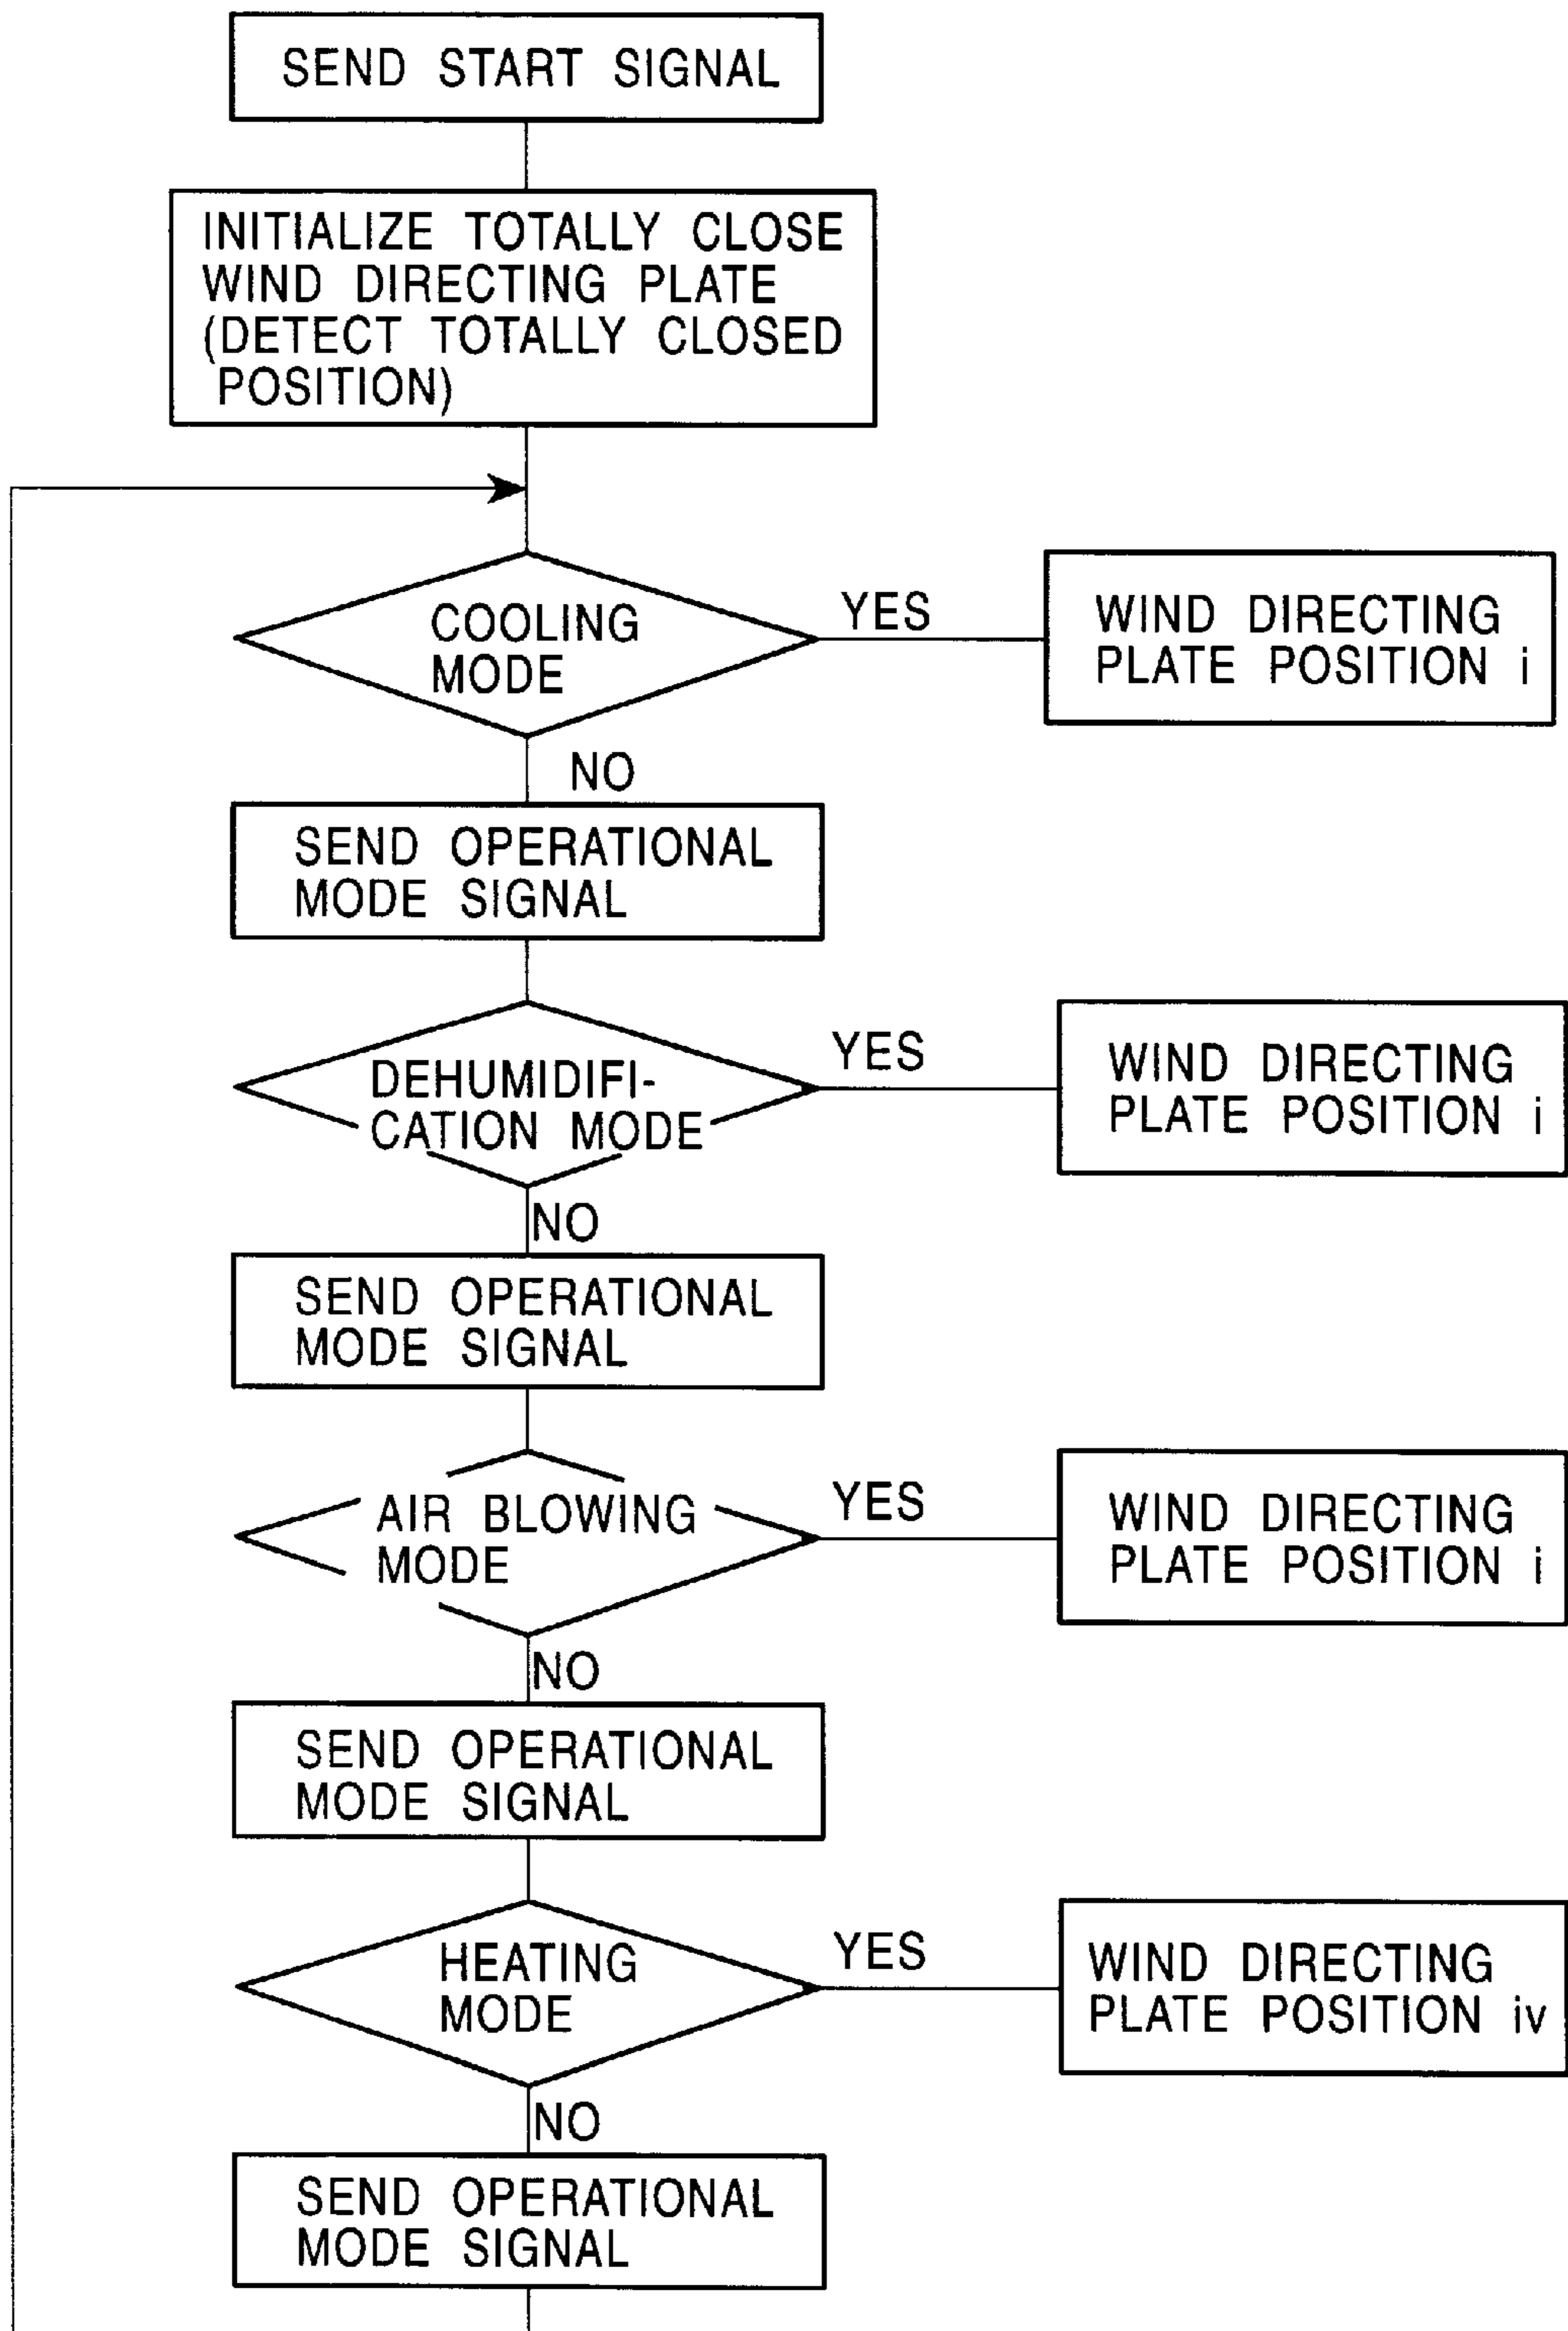 SEND START SIGNAL
INITIALIZE TOTALLY CLOSE
WIND DIRECTING PLATE
(DETECT TOTALLY CLOSED
POSITION)
COOLING
MODE
YES
WIND DIRECTING
PLATE POSITION i
NO
SEND OPERATIONAL
MODE SIGNAL
DEHUMIDIFI-
CATION MODE
YES
WIND DIRECTING
PLATE POSITION i
NO
SEND OPERATIONAL
MODE SIGNAL
AIR BLOWING
MODE
YES
WIND DIRECTING
PLATE POSITION i
NO
SEND OPERATIONAL
MODE SIGNAL
HEATING
MODE
YES
WIND DIRECTING
PLATE POSITION iv
NO
SEND OPERATIONAL
MODE SIGNAL